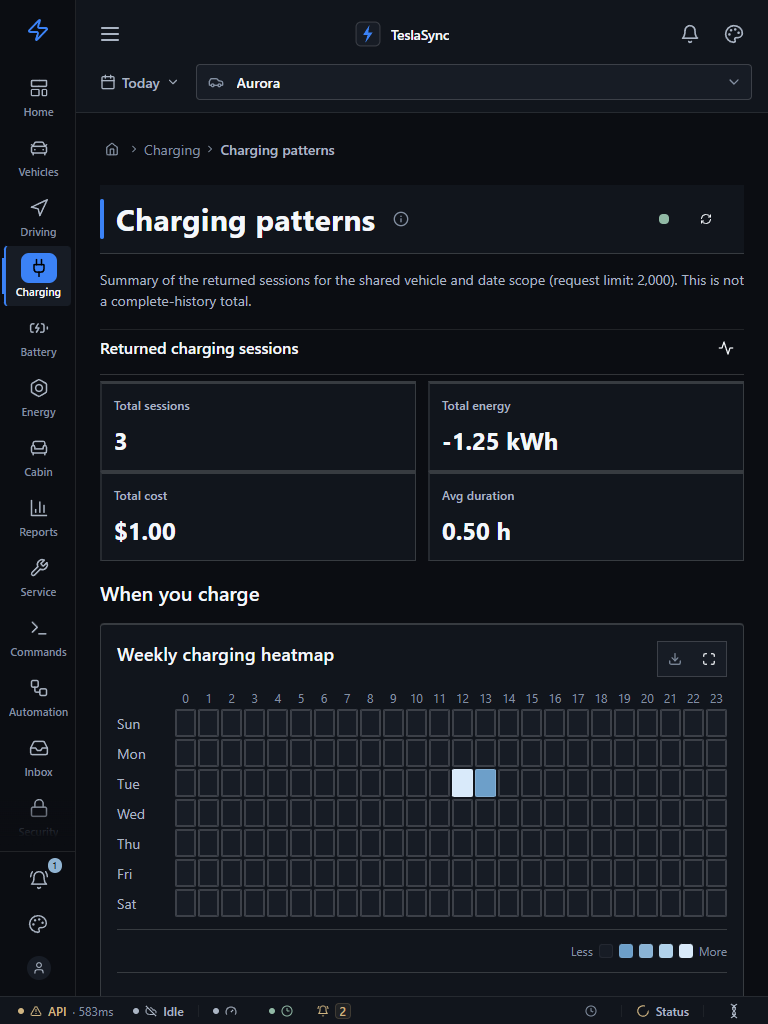 TeslaSync
Today
Aurora
Home
Vehicles
Driving
Charging
Battery
Energy
Cabin
Reports
Service
Commands
Automation
Inbox
Security
1
Charging
Charging patterns
Charging patterns
Summary of the returned sessions for the shared vehicle and date scope (request limit: 2,000). This is not
a complete-history total.
Returned charging sessions
Total sessions
3
Total energy
-1.25 kWh
Total cost
$1.00
Avg duration
0.50 h
When you charge
Weekly charging heatmap
0 1 2 3 4 5 6 7 8 9 10 11 12 13 14 15 16 17 18 19 20 21 22 23
Sun
Mon
Tue
Wed
Thu
Fri
Sat
Less
More
API · 583ms
Idle
2
Status